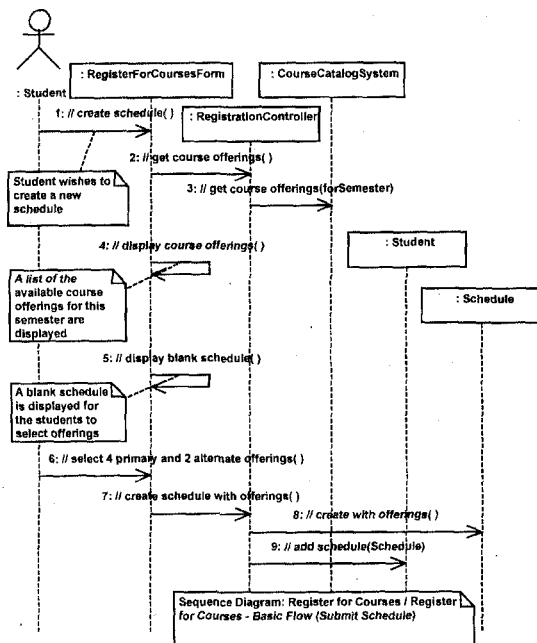 : RegisterForCoursesForm
: CourseCatalogSystem
: Student
: RegistrationController
1: // create schedule( )
2: // get course offerings( )
Student wishes to
create a new
schedule
3: // get course offerings(forSemester)
4: // display course offerings( )
: Student
A list of the
available course
offerings for this
semester are
displayed
: Schedule
5: // display blank schedule( )
A blank schedule
is displayed for
the students to
select offerings
6: // select 4 primary and 2 alternate offerings( )
7: // create schedule with offerings( )
8: // create with offerings( )
9: // add schedule(Schedule)
Sequence Diagram: Register for Courses / Register
for Courses - Basic Flow (Submit Schedule)